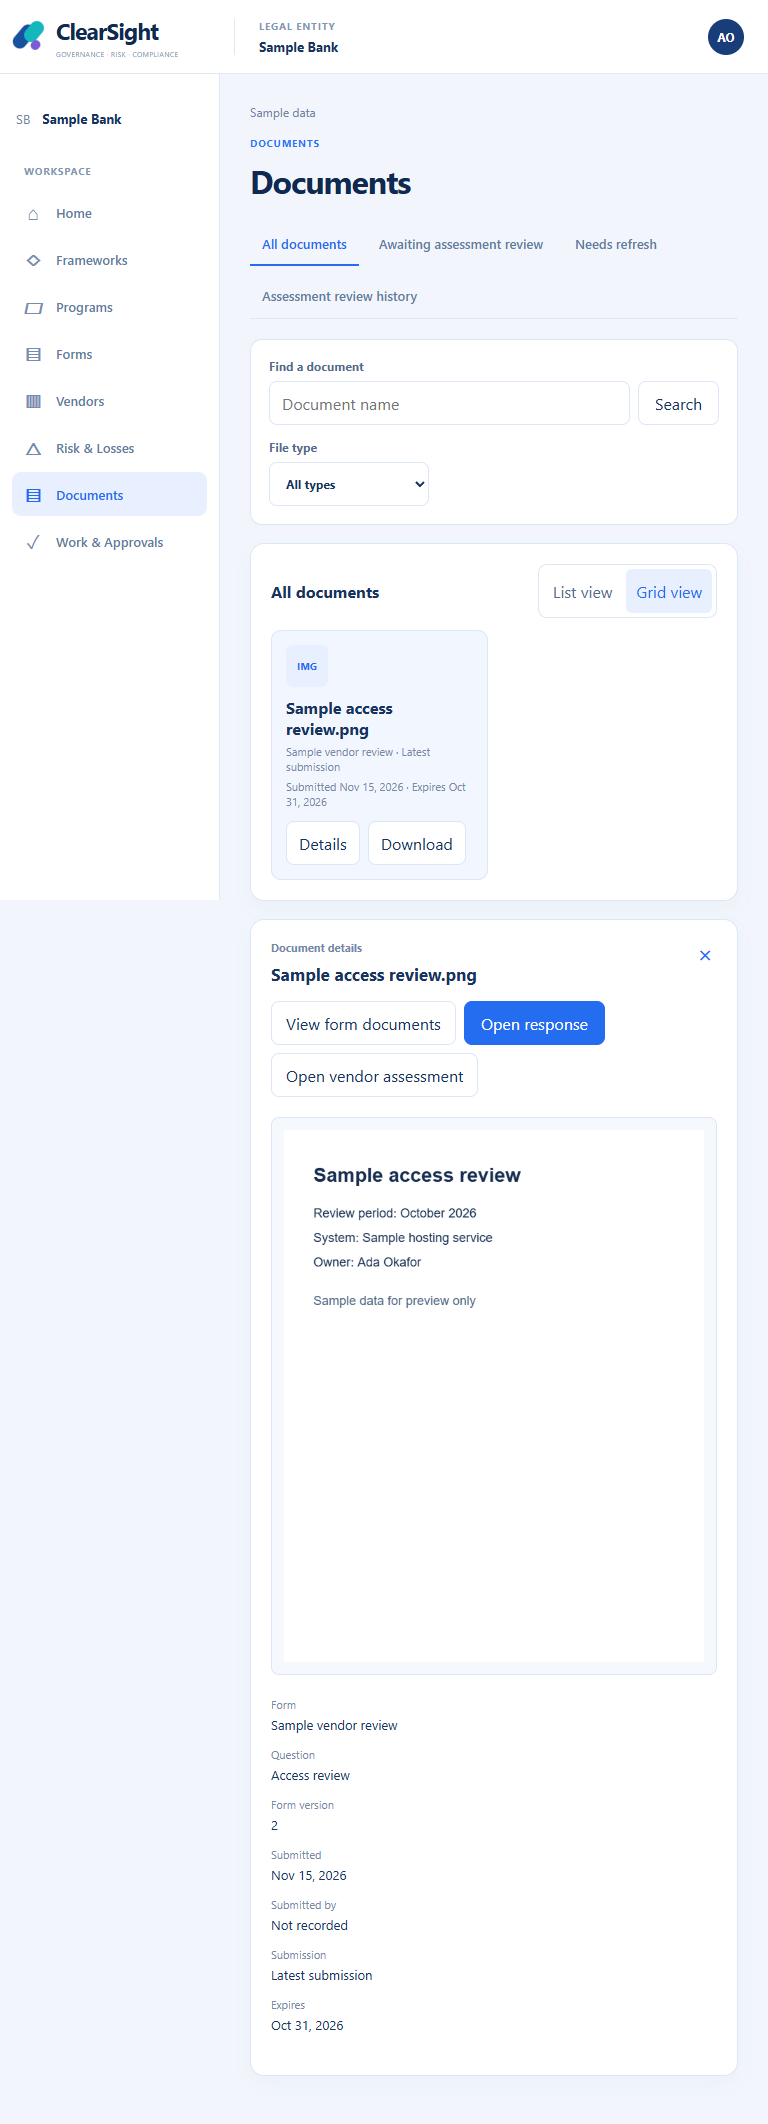 ClearSight
GOVERNANCE · RISK · COMPLIANCE
LEGAL ENTITY
Sample Bank
AO
SB Sample Bank
WORKSPACE
Home
Frameworks
Programs
Forms
Vendors
Risk & Losses
Documents
Work & Approvals
Sample data
DOCUMENTS
Documents
All documents
Awaiting assessment review
Needs refresh
Assessment review history
Find a document
Document name
Search
File type
All types
All documents
List view
Grid view
IMG
Sample access
review.png
Sample vendor review · Latest
submission
Submitted Nov 15, 2026 · Expires Oct
31, 2026
Details
Download
Document details
Sample access review.png
×
View form documents
Open response
Open vendor assessment
Sample access review
Review period: October 2026
System: Sample hosting service
Owner: Ada Okafor
Sample data for preview only
Form
Sample vendor review
Question
Access review
Form version
2
Submitted
Nov 15, 2026
Submitted by
Not recorded
Submission
Latest submission
Expires
Oct 31, 2026